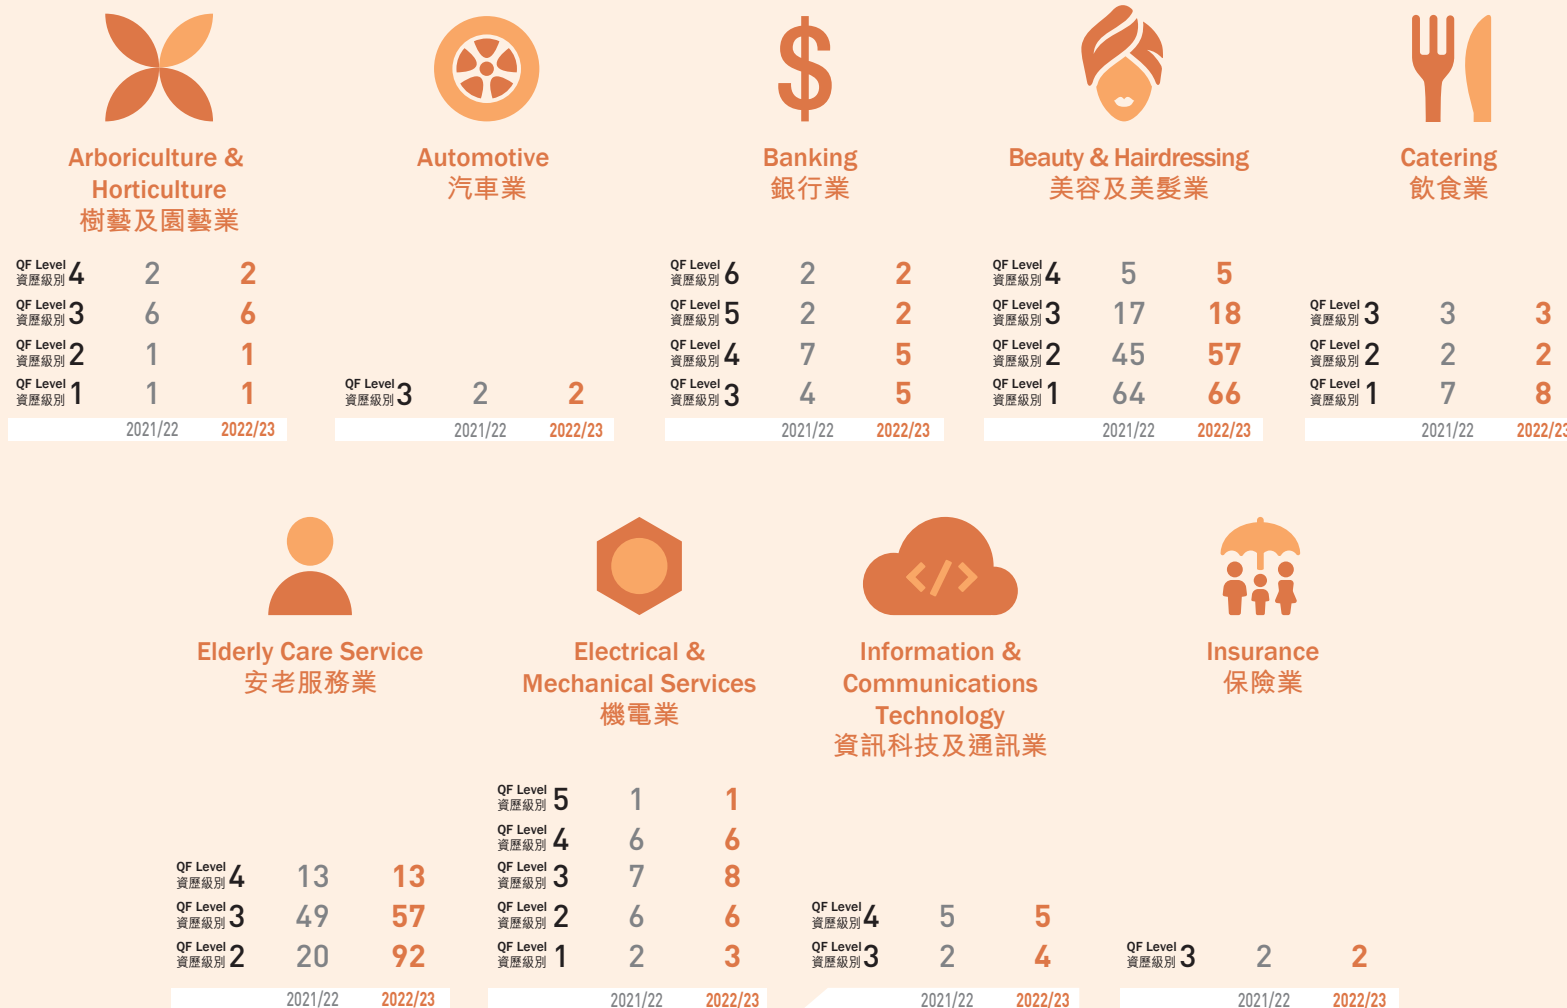 Arboriculture &
Horticulture
樹藝及園藝業
QF Level
資歷級別 4 2 2
QF Level
資歷級別 3 6 6
QF Level
資歷級別 2 1 1
QF Level
資歷級別 1 1 1
2021/22 2022/23
Automotive
汽車業
QF Level
資歷級別 3 2 2
2021/22 2022/23
$
Banking
銀行業
QF Level
資歷級別 6 2 2
QF Level
資歷級別 5 2 2
QF Level
資歷級別 4 7 5
QF Level
資歷級別 3 4 5
2021/22 2022/23
Beauty & Hairdressing
美容及美髮業
QF Level
資歷級別 4 5 5
QF Level
資歷級別 3 17 18
QF Level
資歷級別 2 45 57
QF Level
資歷級別 1 64 66
2021/22 2022/23
Catering
飲食業
QF Level
資歷級別 3 3 3
QF Level
資歷級別 2 2 2
QF Level
資歷級別 1 7 8
2021/22 2022/23
Elderly Care Service
安老服務業
QF Level
資歷級別 4 13 13
QF Level
資歷級別 3 49 57
QF Level
資歷級別 2 20 92
2021/22 2022/23
Electrical &
Mechanical Services
機電業
QF Level
資歷級別 5 1 1
QF Level
資歷級別 4 6 6
QF Level
資歷級別 3 7 8
QF Level
資歷級別 2 6 6
QF Level
資歷級別 1 2 3
2021/22 2022/23
</>
Information &
Communications
Technology
資訊科技及通訊業
QF Level
資歷級別 4 5 5
QF Level
資歷級別 3 2 4
2021/22 2022/23
Insurance
保險業
QF Level
資歷級別 3 2 2
2021/22 2022/23